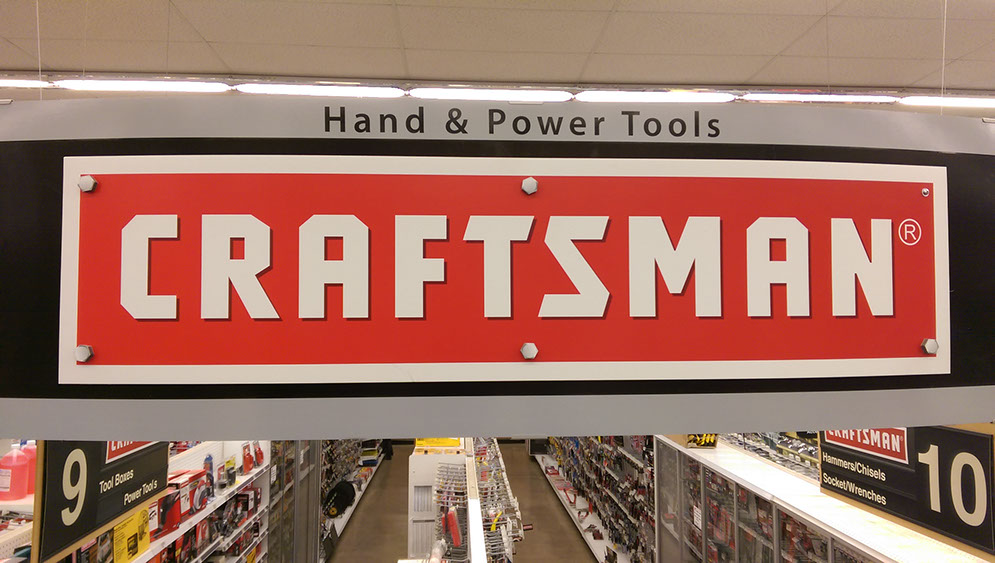 Hand & Power Tools
CRAFTSMAN®
9
Tool Boxes
Power Tools
CRAFTSMAN
Hammers/Chisels
Socket/Wrenches
10